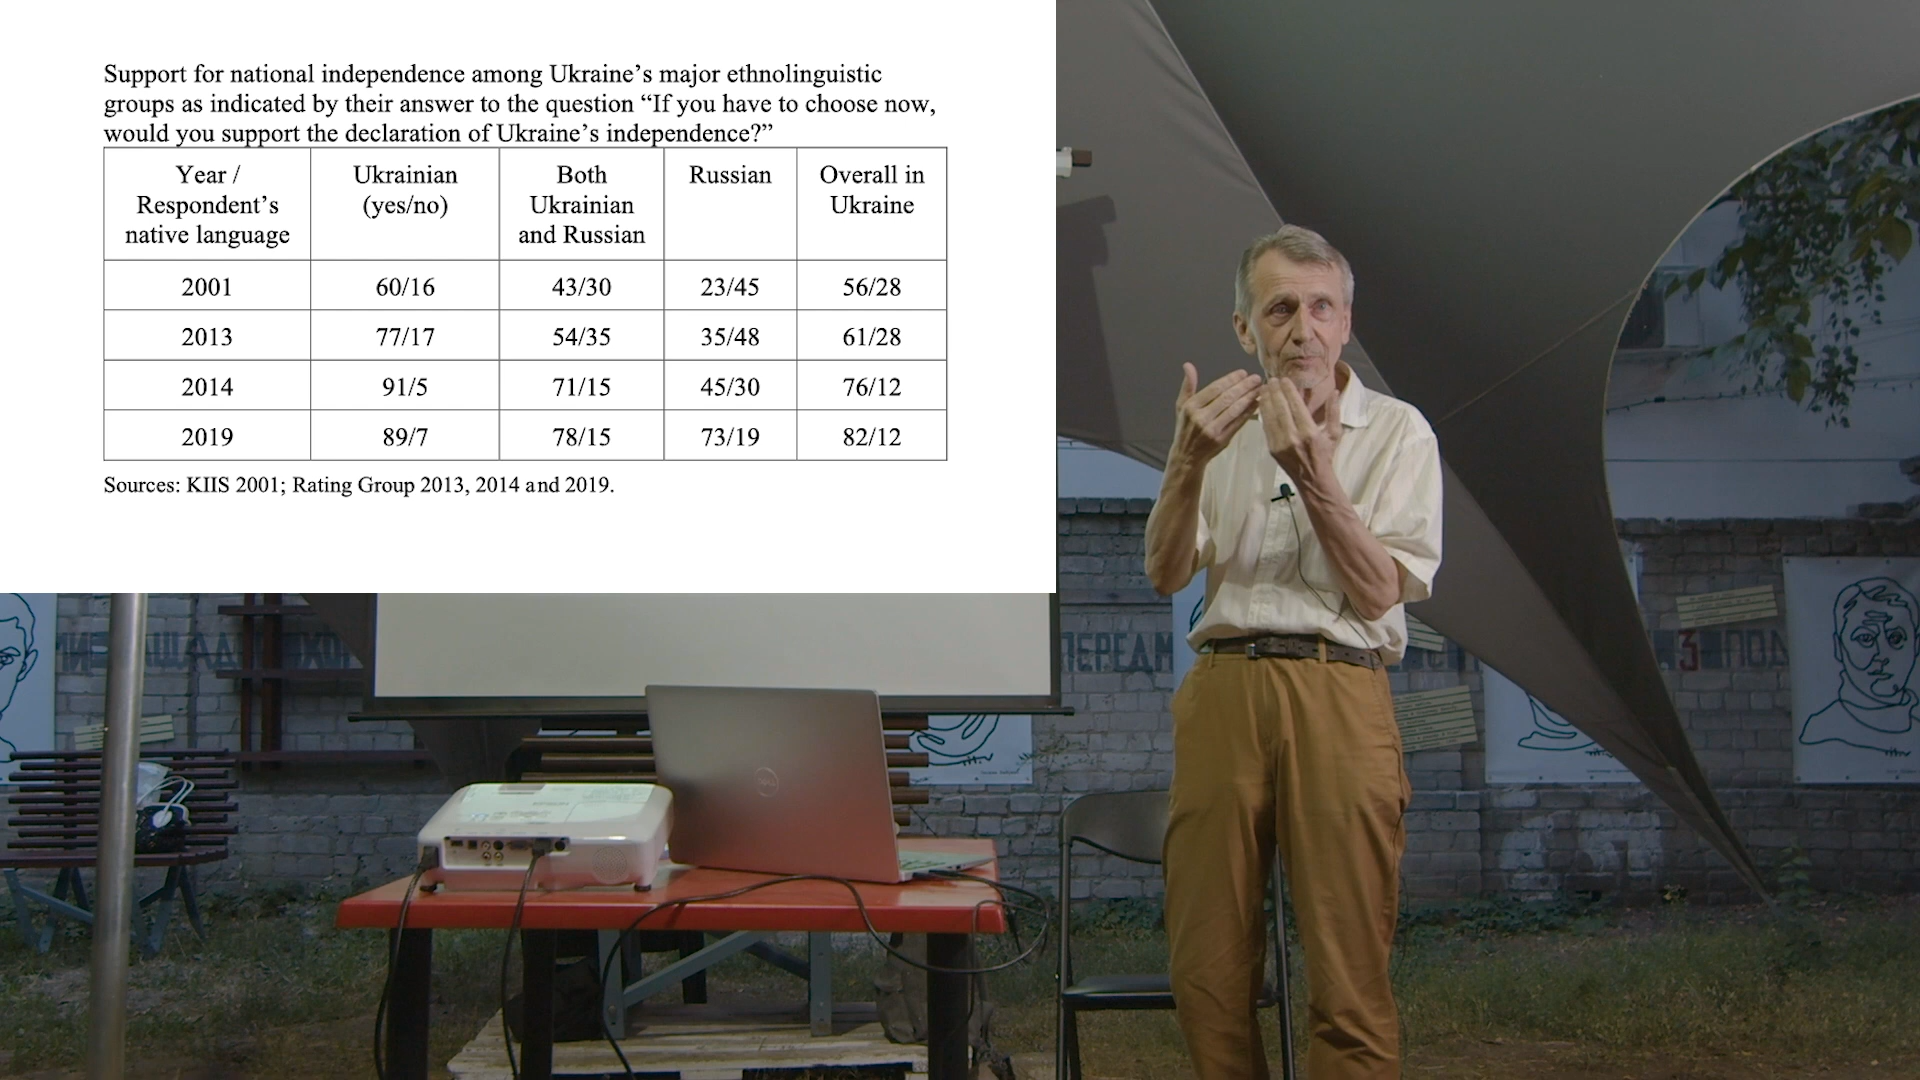 Support for national independence among Ukraine’s major ethnolinguistic
groups as indicated by their answer to the question “If you have to choose now,
would you support the declaration of Ukraine’s independence?”
Year / Respondent’s native language | Ukrainian (yes/no) | Both Ukrainian and Russian | Russian | Overall in Ukraine
2001 | 60/16 | 43/30 | 23/45 | 56/28
2013 | 77/17 | 54/35 | 35/48 | 61/28
2014 | 91/5 | 71/15 | 45/30 | 76/12
2019 | 89/7 | 78/15 | 73/19 | 82/12
Sources: KIIS 2001; Rating Group 2013, 2014 and 2019.
DELL